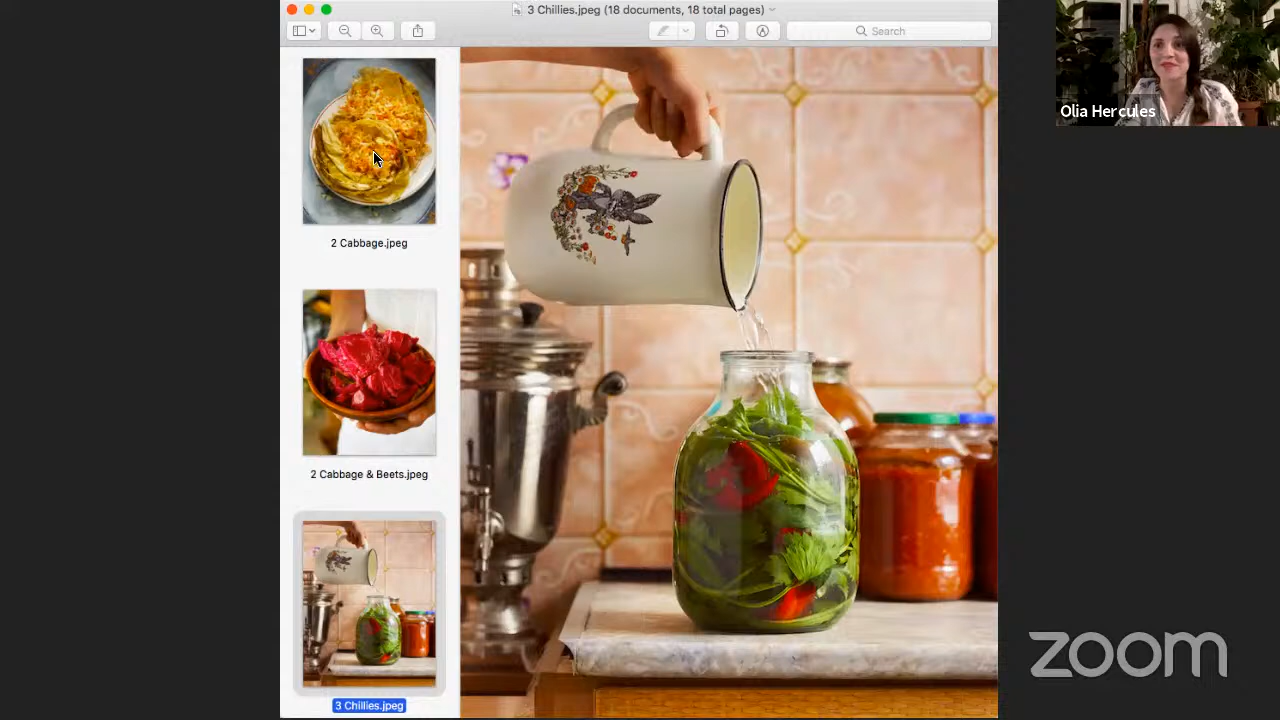 3 Chillies.jpeg (18 documents, 18 total pages)
Search
Olia Hercules
2 Cabbage.jpeg
2 Cabbage & Beets.jpeg
3 Chillies.jpeg
zoom